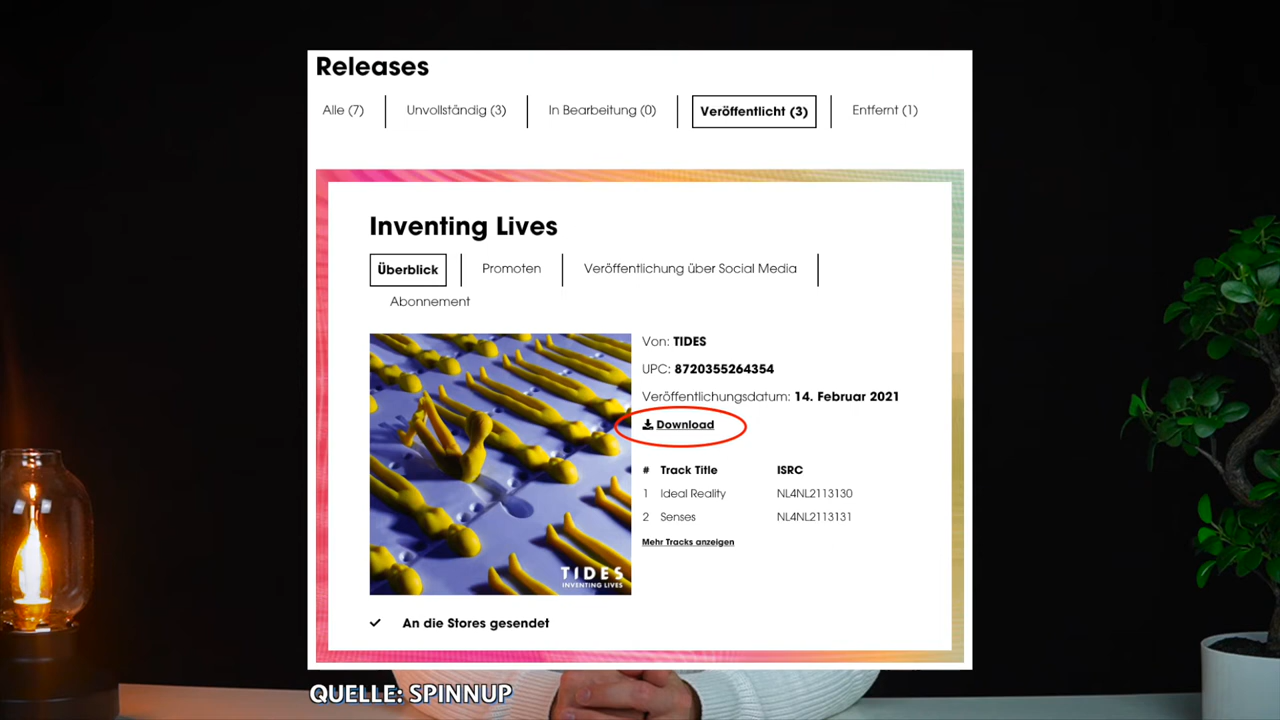 Releases
Alle (7) Unvollständig (3) In Bearbeitung (0) Veröffentlicht (3) Entfernt (1)
Inventing Lives
Überblick Promoten Veröffentlichung über Social Media
Abonnement
Von: TIDES
UPC: 8720355264354
Veröffentlichungsdatum: 14. Februar 2021
Download
# Track Title ISRC
1 Ideal Reality NL4NL2113130
2 Senses NL4NL2113131
Mehr Tracks anzeigen
TIDES
INVENTING LIVES
An die Stores gesendet
QUELLE: SPINNUP